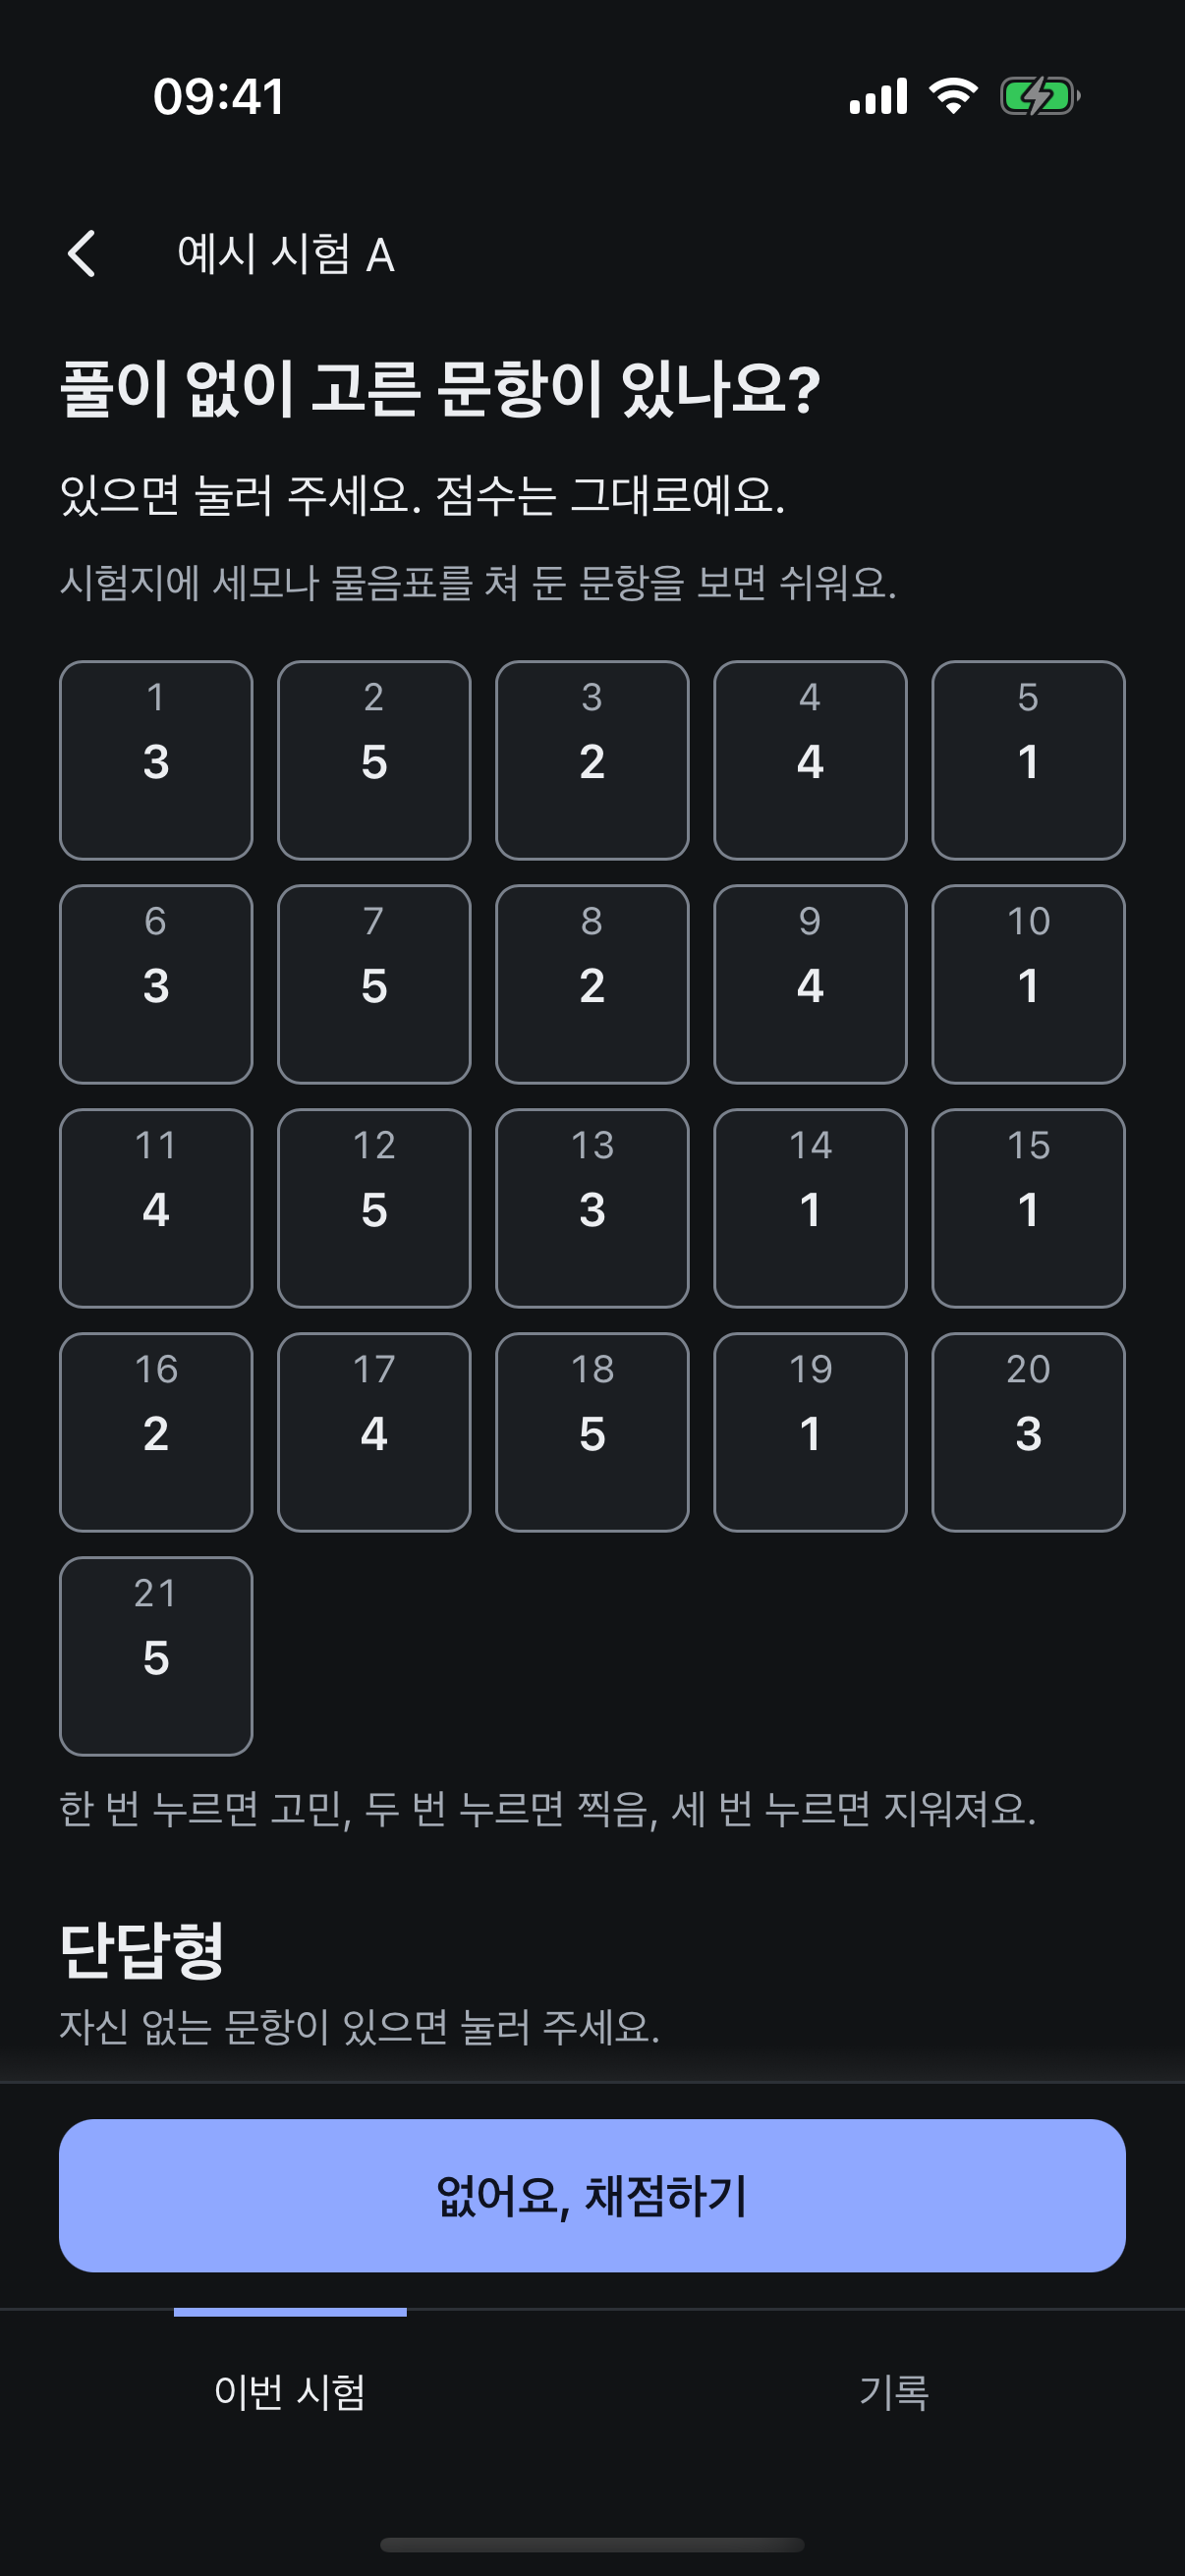 09:41
예시 시험 A
풀이 없이 고른 문항이 있나요?
있으면 눌러 주세요. 점수는 그대로예요.
시험지에 세모나 물음표를 쳐 둔 문항을 보면 쉬워요.
1 2 3 4 5
3 5 2 4 1
6 7 8 9 10
3 5 2 4 1
11 12 13 14 15
4 5 3 1 1
16 17 18 19 20
2 4 5 1 3
21
5
한 번 누르면 고민, 두 번 누르면 찍음, 세 번 누르면 지워져요.
단답형
자신 없는 문항이 있으면 눌러 주세요.
없어요, 채점하기
이번 시험 기록